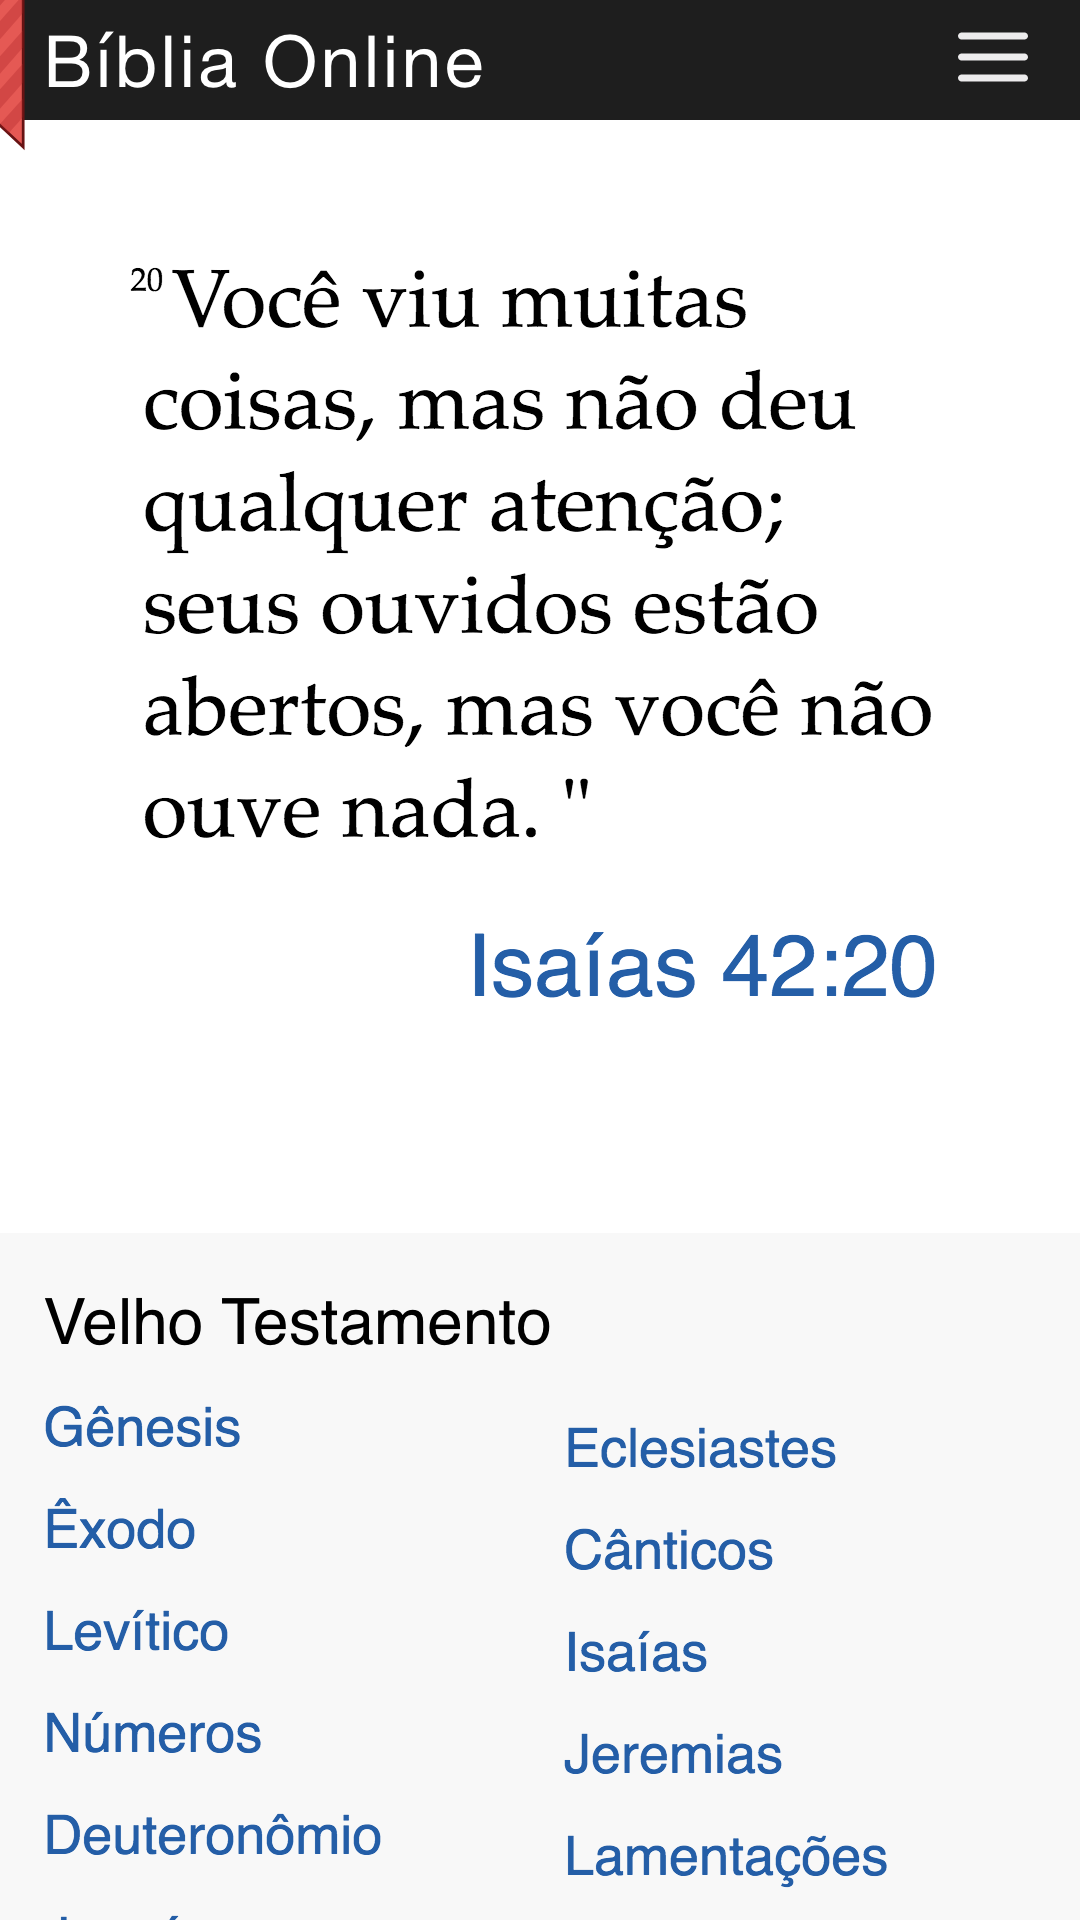 Bíblia Online
20 Você viu muitas
coisas, mas não deu
qualquer atenção;
seus ouvidos estão
abertos, mas você não
ouve nada. "
Isaías 42:20
Velho Testamento
Gênesis
Êxodo
Levítico
Números
Deuteronômio
Eclesiastes
Cânticos
Isaías
Jeremias
Lamentações